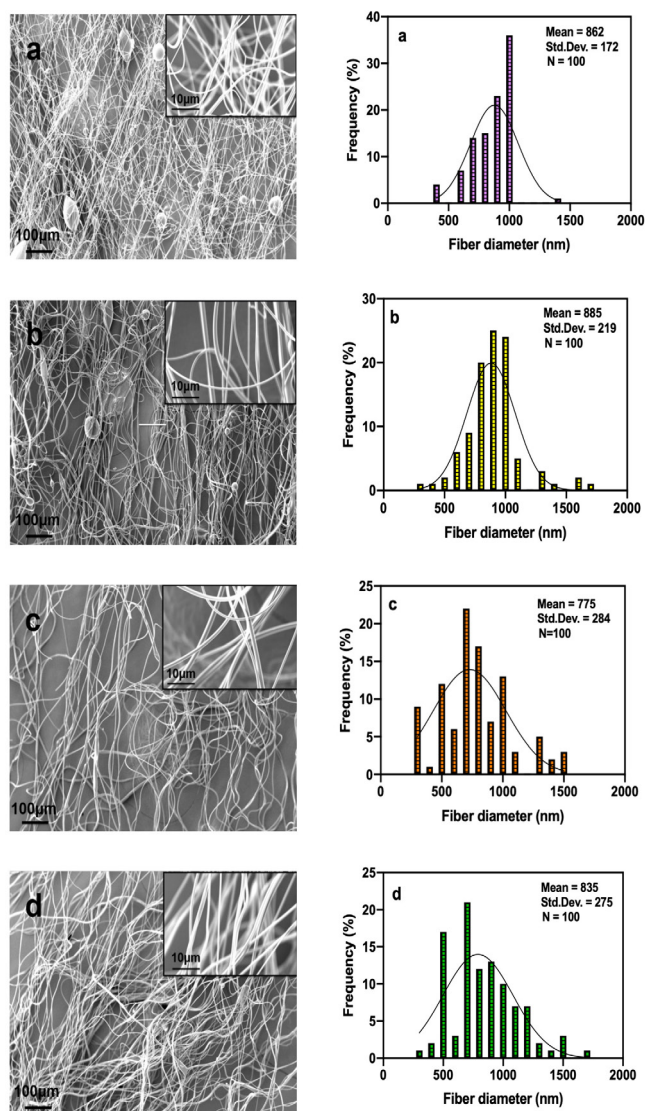 a
10μm
100μm
a
Mean = 862
Std.Dev. = 172
N = 100
40
30
20
10
0
0 500 1000 1500 2000
Frequency (%)
Fiber diameter (nm)
b
10μm
100μm
b
Mean = 885
Std.Dev. = 219
N = 100
30
20
10
0
0 500 1000 1500 2000
Frequency (%)
Fiber diameter (nm)
c
10μm
100μm
c
Mean = 775
Std.Dev. = 284
N=100
25
20
15
10
5
0
0 500 1000 1500 2000
Frequency (%)
Fiber diameter (nm)
d
10μm
100μm
d
Mean = 835
Std.Dev. = 275
N = 100
25
20
15
10
5
0
0 500 1000 1500 2000
Frequency (%)
Fiber diameter (nm)